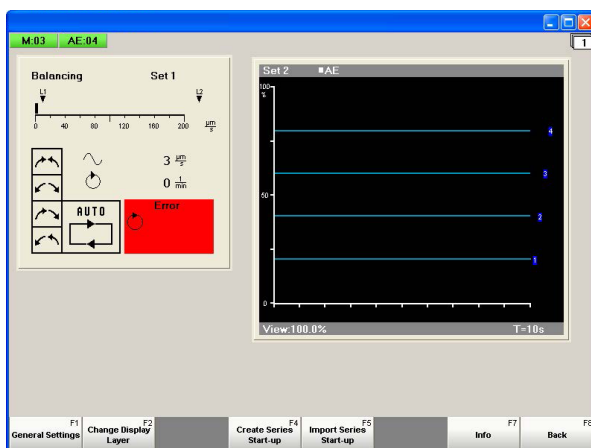 M:03 AE:04
1
Balancing Set 1
L1 L2
0 40 80 120 160 200 µm/s
3 µm/s
0 1/min
AUTO
Error
Set 2 AE
100
%
50
0
4
3
2
1
View:100.0% T=10s
F1 General Settings
F2 Change Display Layer
F4 Create Series Start-up
F5 Import Series Start-up
F7 Info
F8 Back